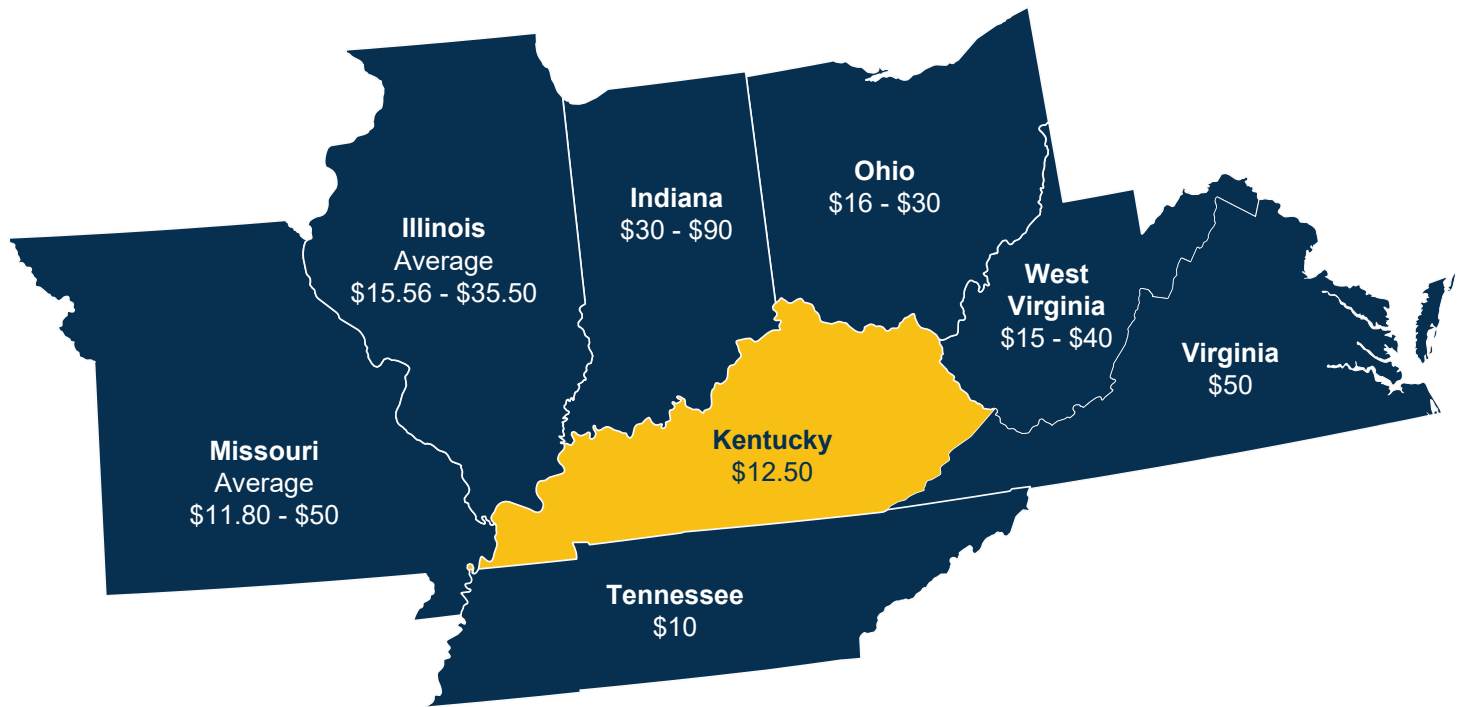 Ohio
$16 - $30
Indiana
$30 - $90
Illinois
Average
$15.56 - $35.50
West
Virginia
$15 - $40
Virginia
$50
Kentucky
$12.50
Missouri
Average
$11.80 - $50
Tennessee
$10